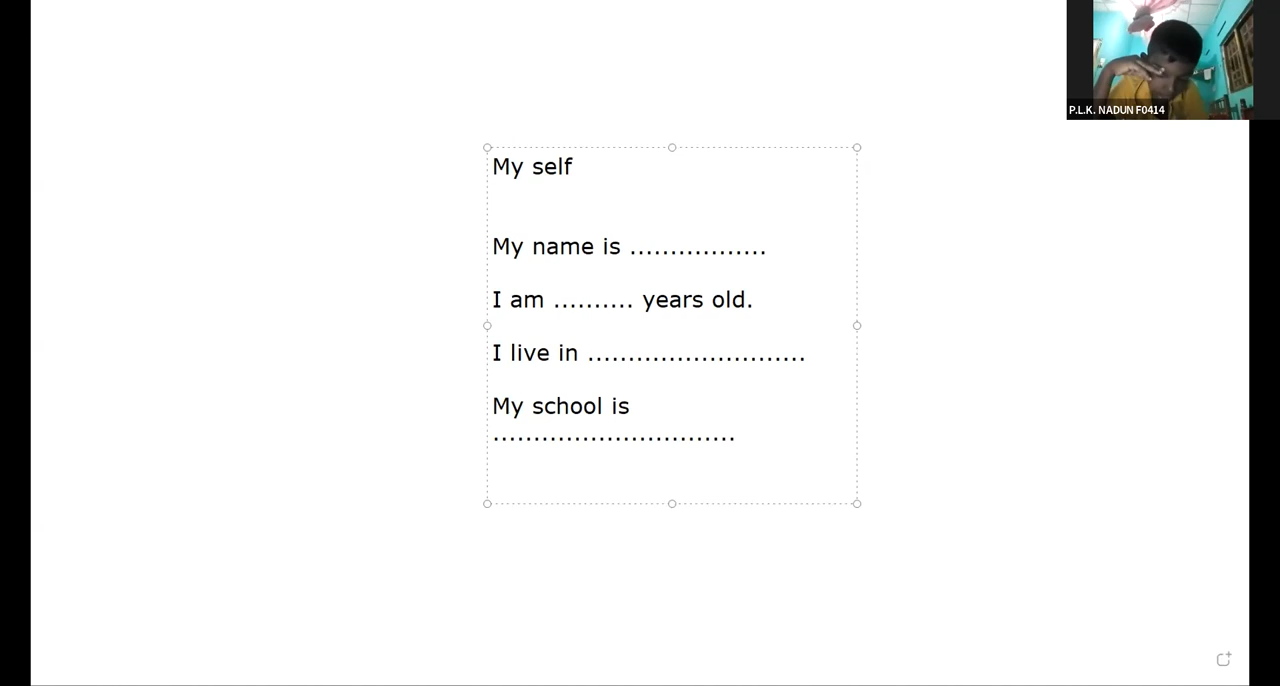 P.L.K. NADUN F0414
My self
My name is .................
I am .......... years old.
I live in ...........................
My school is
..............................